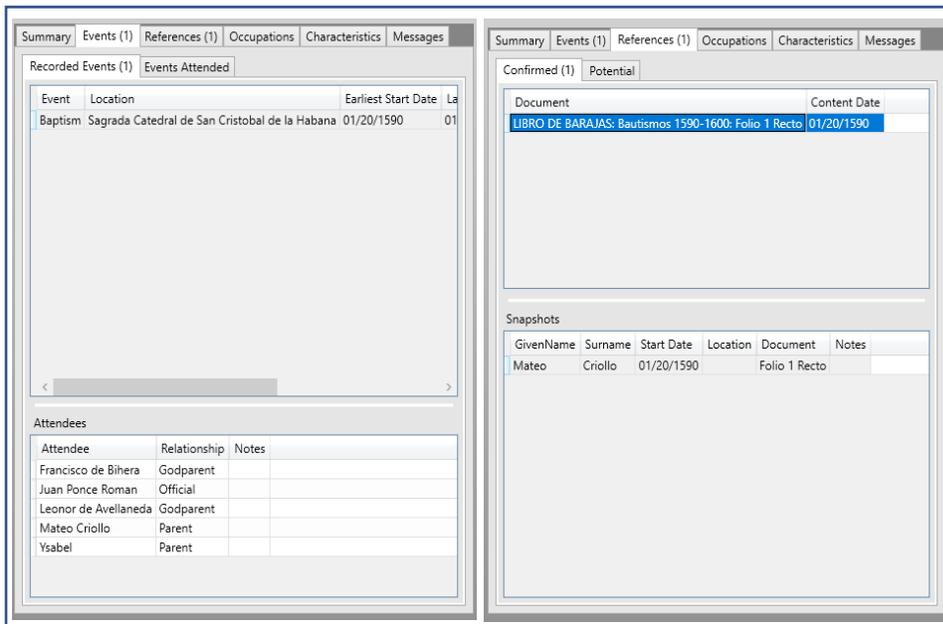 Summary Events (1) References (1) Occupations Characteristics Messages
Recorded Events (1) Events Attended
Event Location Earliest Start Date La
Baptism Sagrada Catedral de San Cristobal de la Habana 01/20/1590 01
Attendees
Attendee Relationship Notes
Francisco de Bihera Godparent
Juan Ponce Roman Official
Leonor de Avellaneda Godparent
Mateo Criollo Parent
Ysabel Parent
Summary Events (1) References (1) Occupations Characteristics Messages
Confirmed (1) Potential
Document Content Date
LIBRO DE BARAJAS: Bautismos 1590-1600: Folio 1 Recto 01/20/1590
Snapshots
GivenName Surname Start Date Location Document Notes
Mateo Criollo 01/20/1590 Folio 1 Recto